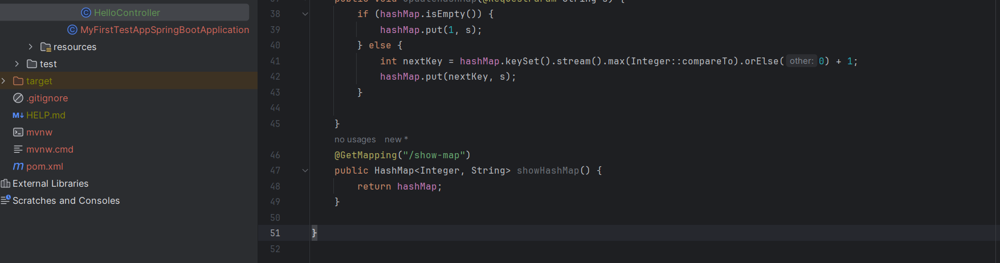 HelloController
MyFirstTestAppSpringBootApplication
resources
test
target
.gitignore
HELP.md
mvnw
mvnw.cmd
pom.xml
External Libraries
Scratches and Consoles
38 if (hashMap.isEmpty()) {
39 hashMap.put(1, s);
40 } else {
41 int nextKey = hashMap.keySet().stream().max(Integer::compareTo).orElse( other: 0) + 1;
42 hashMap.put(nextKey, s);
43 }
44
45 }
no usages new *
46 @GetMapping("/show-map")
47 public HashMap<Integer, String> showHashMap() {
48 return hashMap;
49 }
50
51 }
52